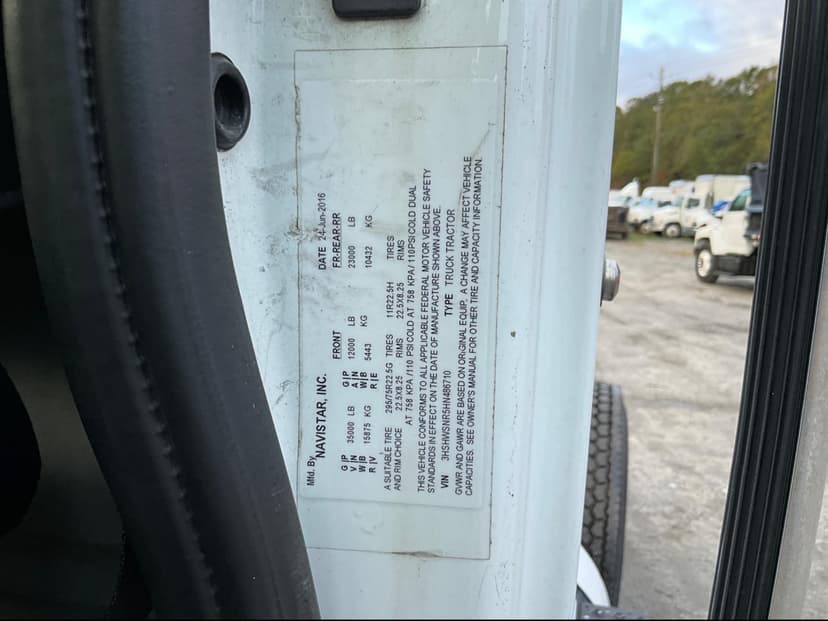 Mfd. By NAVISTAR, INC. DATE 24-Jun-2016
FRONT FR-REAR-RR
G|P V|N W|B R|V 35000 LB 15875 KG G|P A|N W|B R|E 12000 LB 5443 KG 23000 LB 10432 KG
A SUITABLE TIRE 295/75R22.5G TIRES 11R22.5H TIRES
AND RIM CHOICE 22.5X8.25 RIMS 22.5X8.25 RIMS
AT 758 KPA/110 PSI COLD AT 758 KPA/110PSI COLD DUAL
THIS VEHICLE CONFORMS TO ALL APPLICABLE FEDERAL MOTOR VEHICLE SAFETY
STANDARDS IN EFFECT ON THE DATE OF MANUFACTURE SHOWN ABOVE.
VIN 3HSHWSNR5HN486710 TYPE TRUCK TRACTOR
GVWR AND GAWR ARE BASED ON ORIGINAL EQUIP. A CHANGE MAY AFFECT VEHICLE
CAPACITIES. SEE OWNER'S MANUAL FOR OTHER TIRE AND CAPACITY INFORMATION.